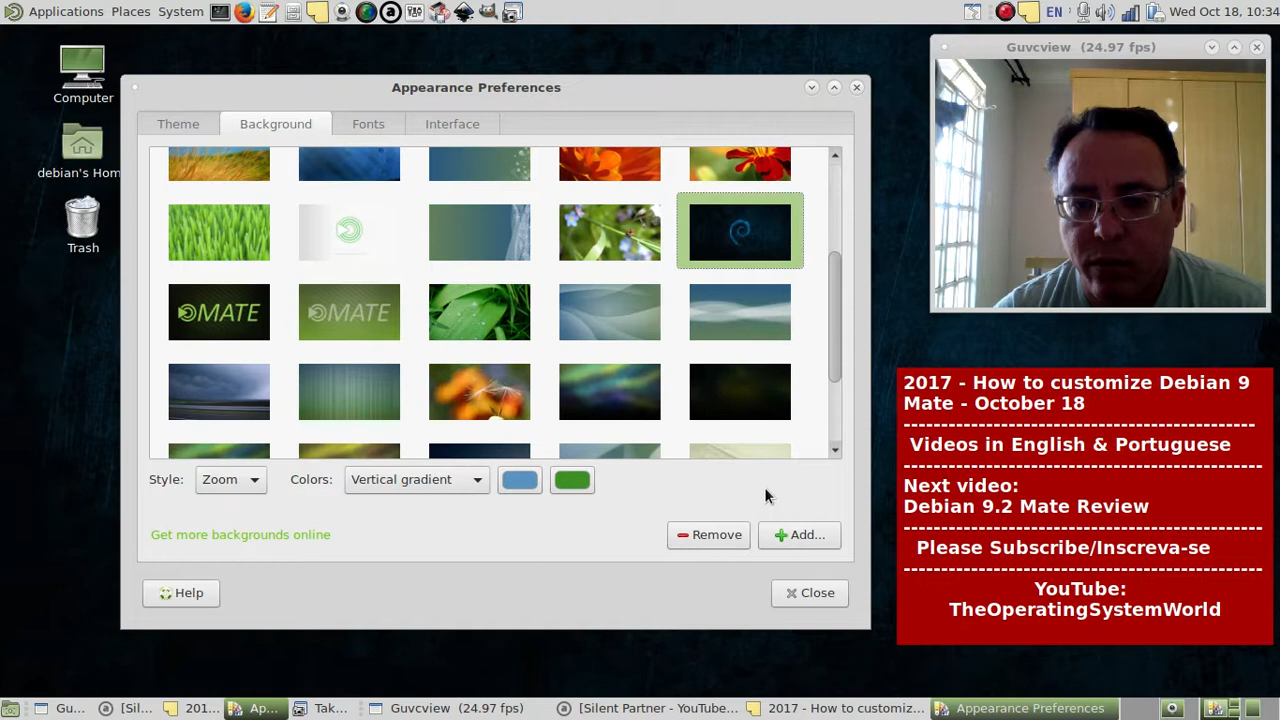 Applications Places System
EN
Wed Oct 18, 10:34
Computer
debian's Hom
Trash
Appearance Preferences
Theme
Background
Fonts
Interface
MATE
MATE
Style:
Zoom
Colors:
Vertical gradient
Get more backgrounds online
Remove
Add...
Help
Close
Guvcview (24.97 fps)
2017 - How to customize Debian 9
Mate - October 18
--------------------------------------------------
Videos in English & Portuguese
--------------------------------------------------
Next video:
Debian 9.2 Mate Review
--------------------------------------------------
Please Subscribe/Inscreva-se
--------------------------------------------------
YouTube:
TheOperatingSystemWorld
Gu...
[Sil...
201...
Ap...
Tak...
Guvcview (24.97 fps)
[Silent Partner - YouTube...
2017 - How to customiz...
Appearance Preferences